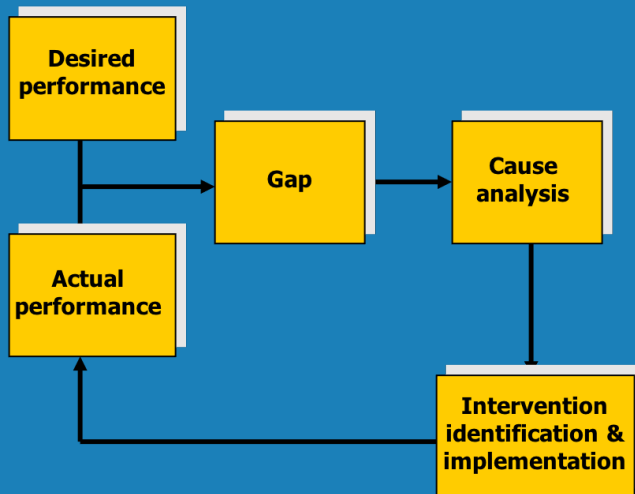 Desired
performance
Gap
Cause
analysis
Actual
performance
Intervention
identification &
implementation